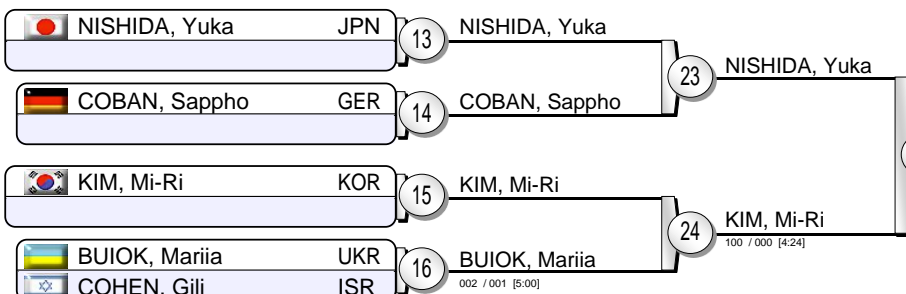 NISHIDA, Yuka JPN
13
NISHIDA, Yuka
23
NISHIDA, Yuka
COBAN, Sappho GER
14
COBAN, Sappho
KIM, Mi-Ri KOR
15
KIM, Mi-Ri
24
KIM, Mi-Ri
100 / 000 [4:24]
BUIOK, Mariia UKR
16
BUIOK, Mariia
002 / 001 [5:00]
COHEN, Gili ISR